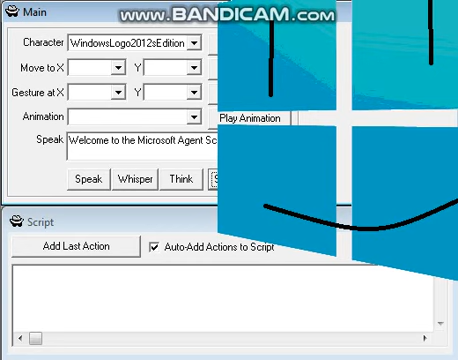 Main
www.BANDICAM.com
Character WindowsLogo2012sEdition
Move to X Y
Gesture at X Y
Animation
Play Animation
Speak Welcome to the Microsoft Agent Sc
Speak Whisper Think S
Script
Add Last Action Auto-Add Actions to Script